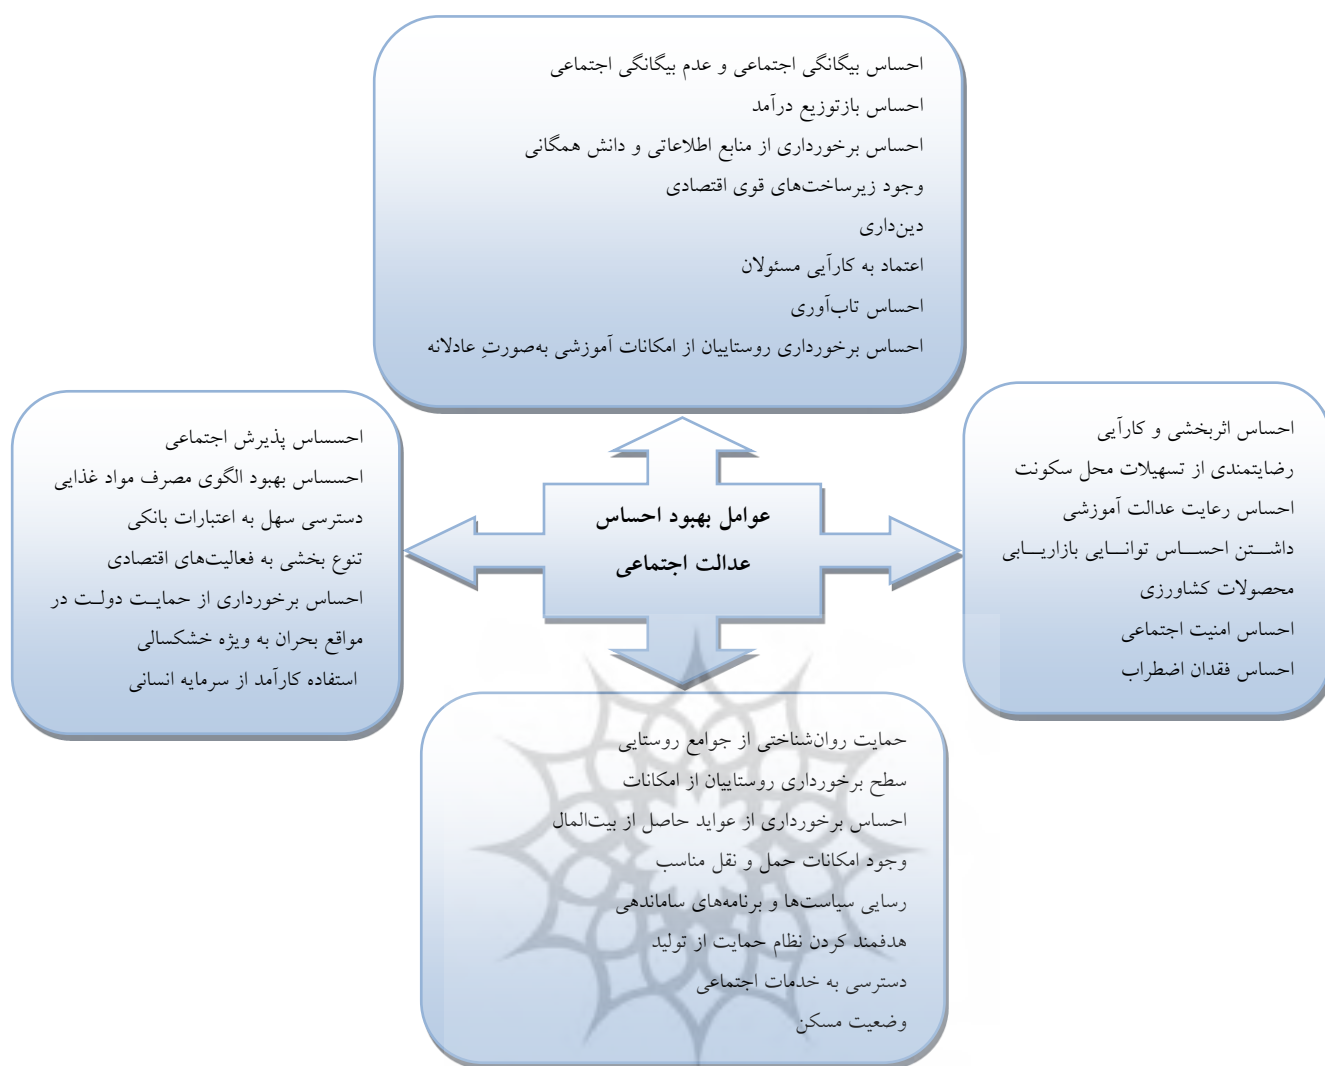 احساس بیگانگی اجتماعی و عدم بیگانگی اجتماعی
احساس بازتوزیع درآمد
احساس برخورداری از منابع اطلاعاتی و دانش همگانی
وجود زیرساخت‌های قوی اقتصادی
دین‌داری
اعتماد به کارآیی مسئولان
احساس تاب‌آوری
احساس برخورداری روستاییان از امکانات آموزشی به‌صورتِ عادلانه
احساس اثربخشی و کارآیی
رضایتمندی از تسهیلات محل سکونت
احساس رعایت عدالت آموزشی
داشــتن احســاس توانــایی بازاریــابی
محصولات کشاورزی
احساس امنیت اجتماعی
احساس فقدان اضطراب
عوامل بهبود احساس
عدالت اجتماعی
احسساس پذیرش اجتماعی
احسساس بهبود الگوی مصرف مواد غذایی
دسترسی سهل به اعتبارات بانکی
تنوع بخشی به فعالیت‌های اقتصادی
احساس برخورداری از حمایــت دولــت در
مواقع بحران به ویژه خشکسالی
استفاده کارآمد از سرمایه انسانی
حمایت روان‌شناختی از جوامع روستایی
سطح برخورداری روستاییان از امکانات
احساس برخورداری از عواید حاصل از بیت‌المال
وجود امکانات حمل و نقل مناسب
رسایی سیاست‌ها و برنامه‌های ساماندهی
هدفمند کردن نظام حمایت از تولید
دسترسی به خدمات اجتماعی
وضعیت مسکن